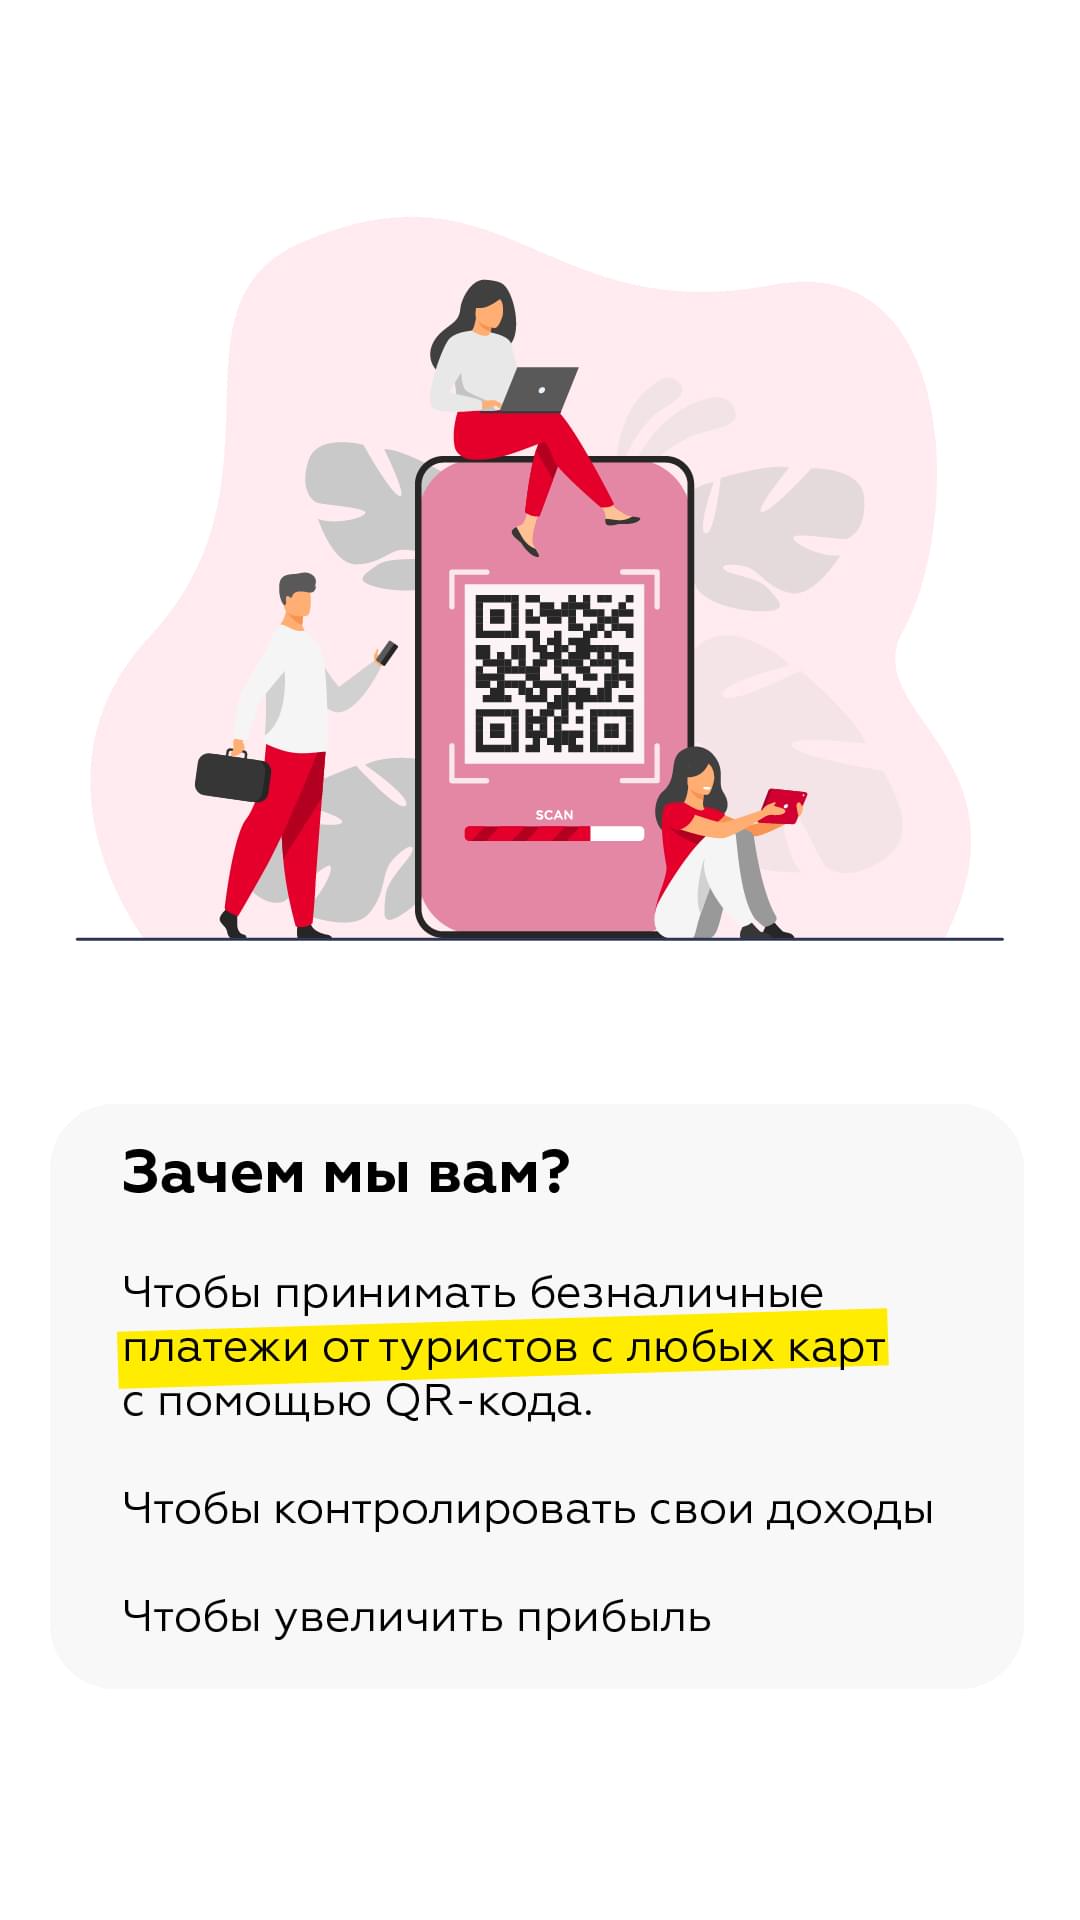 SCAN
Зачем мы вам?
Чтобы принимать безналичные
платежи от туристов с любых карт
с помощью QR-кода.
Чтобы контролировать свои доходы
Чтобы увеличить прибыль